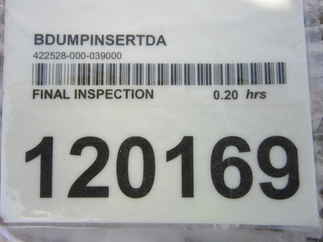 BDUMPINSERTDA
422528-000-039000
FINAL INSPECTION 0.20 hrs
120169